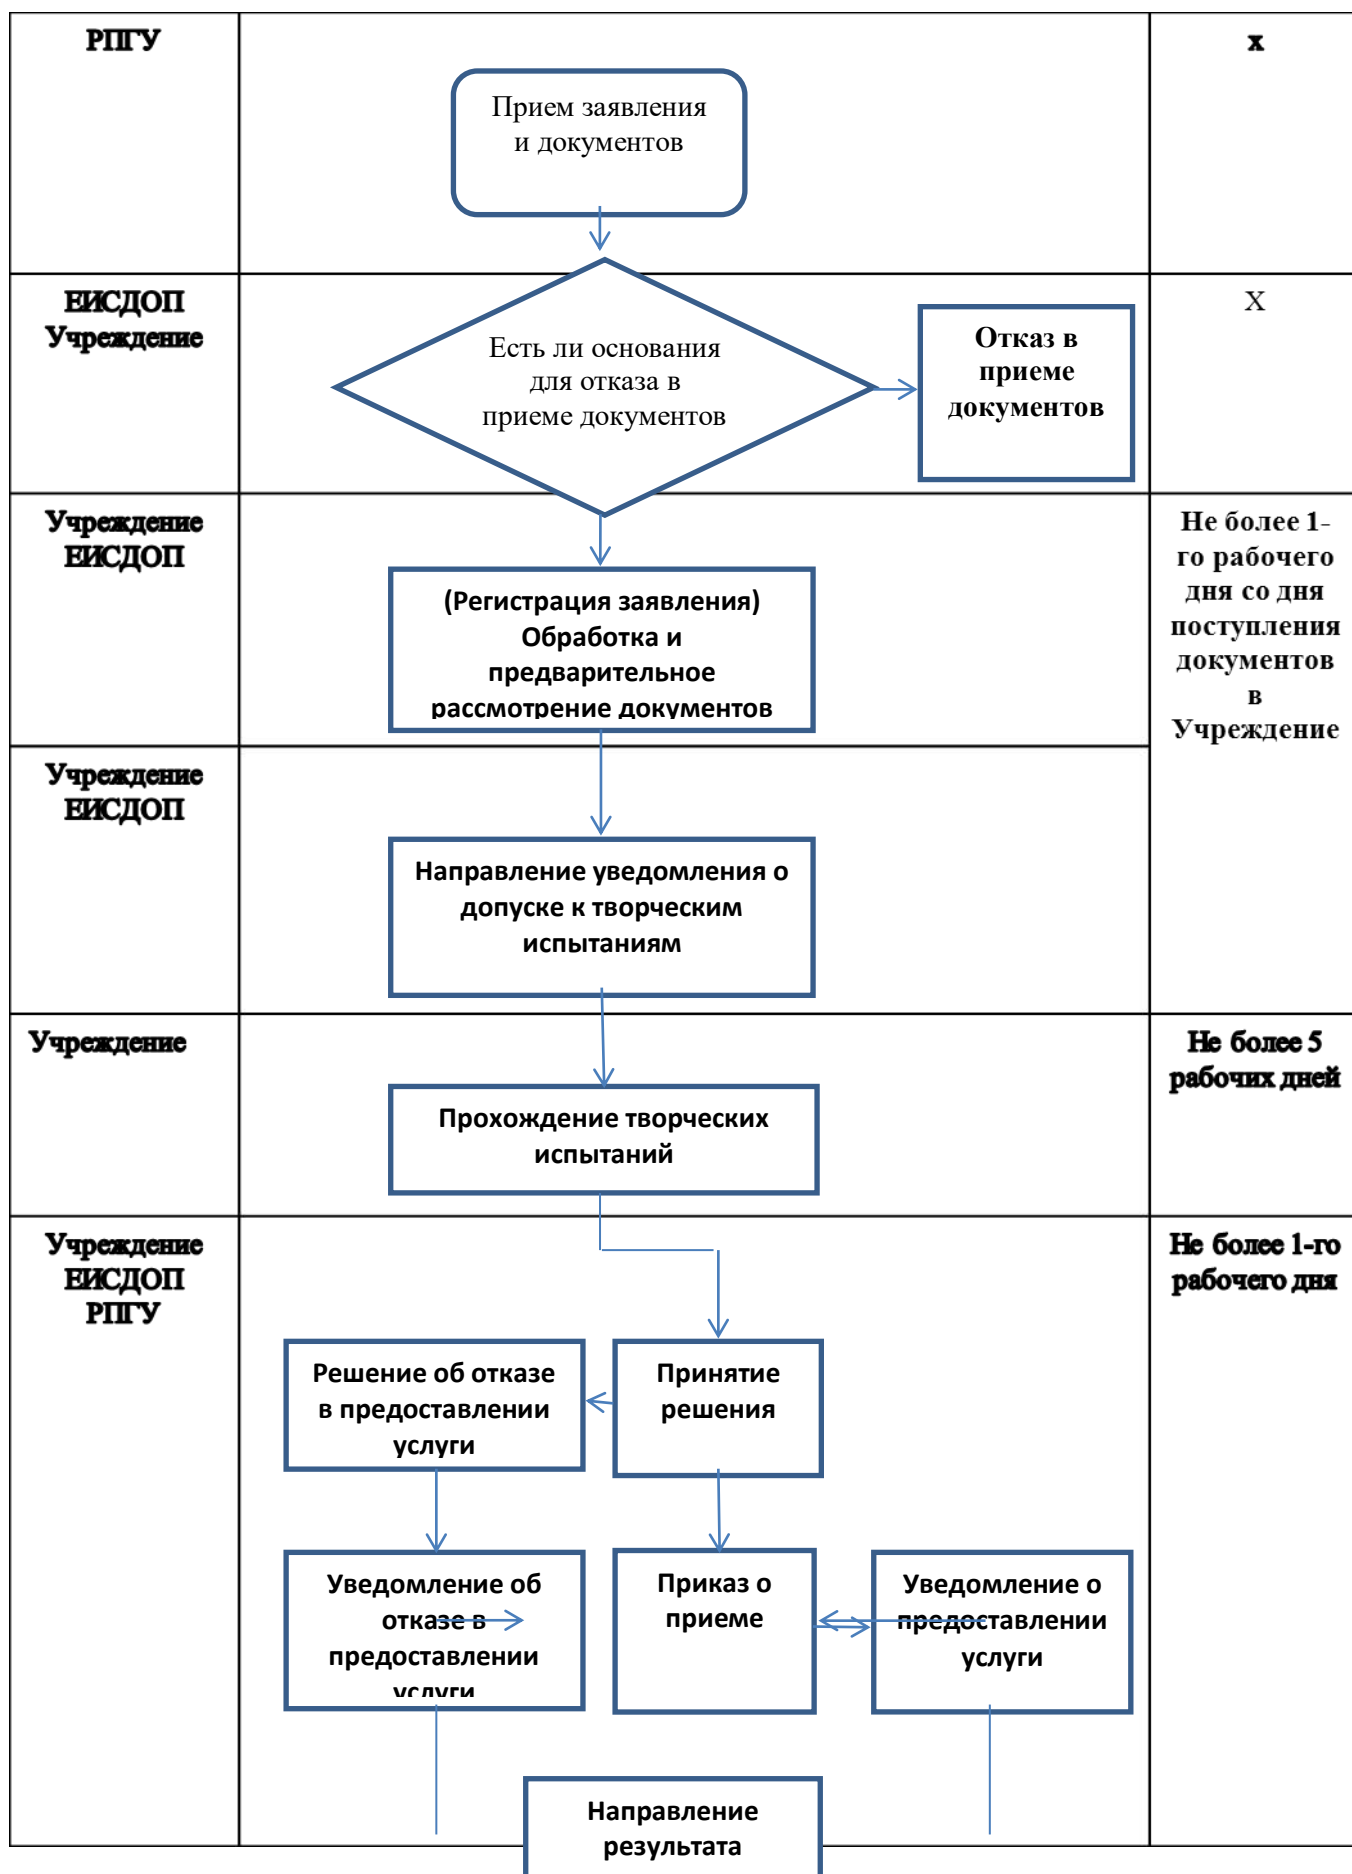 РПГУ
х
Прием заявления
и документов
ЕИСДОП
Учреждение
Есть ли основания
для отказа в
приеме документов
Отказ в
приеме
документов
Х
Учреждение
ЕИСДОП
(Регистрация заявления)
Обработка и
предварительное
рассмотрение документов
Не более 1-
го рабочего
дня со дня
поступления
документов
в
Учреждение
Учреждение
ЕИСДОП
Направление уведомления о
допуске к творческим
испытаниям
Учреждение
Прохождение творческих
испытаний
Не более 5
рабочих дней
Учреждение
ЕИСДОП
РПГУ
Не более 1-го
рабочего дня
Решение об отказе
в предоставлении
услуги
Принятие
решения
Уведомление об
отказе в
предоставлении
услуги
Приказ о
приеме
Уведомление о
предоставлении
услуги
Направление
результата